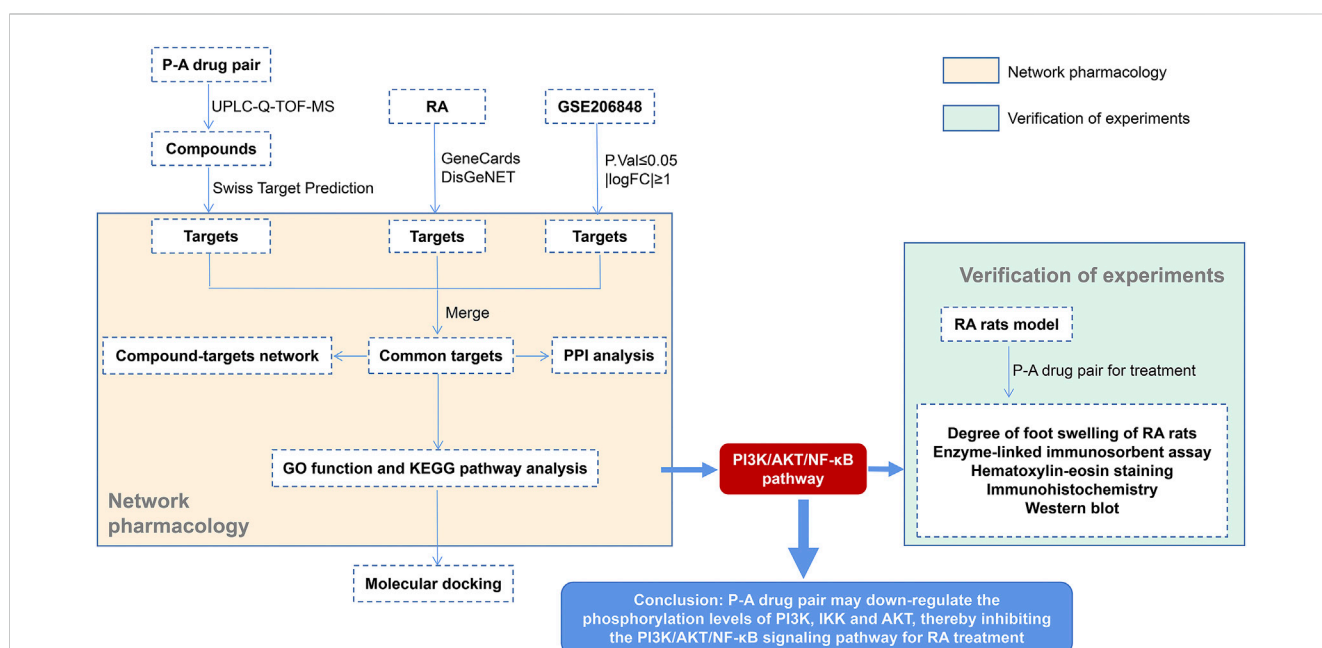 P-A drug pair
UPLC-Q-TOF-MS
Compounds
Swiss Target Prediction
RA
GeneCards
DisGeNET
GSE206848
P.Val≤0.05
|logFC|≥1
Network pharmacology
Verification of experiments
Targets
Targets
Targets
Merge
Compound-targets network
Common targets
PPI analysis
GO function and KEGG pathway analysis
Network
pharmacology
Molecular docking
PI3K/AKT/NF-κB
pathway
Verification of experiments
RA rats model
P-A drug pair for treatment
Degree of foot swelling of RA rats
Enzyme-linked immunosorbent assay
Hematoxylin-eosin staining
Immunohistochemistry
Western blot
Conclusion: P-A drug pair may down-regulate the
phosphorylation levels of PI3K, IKK and AKT, thereby inhibiting
the PI3K/AKT/NF-κB signaling pathway for RA treatment